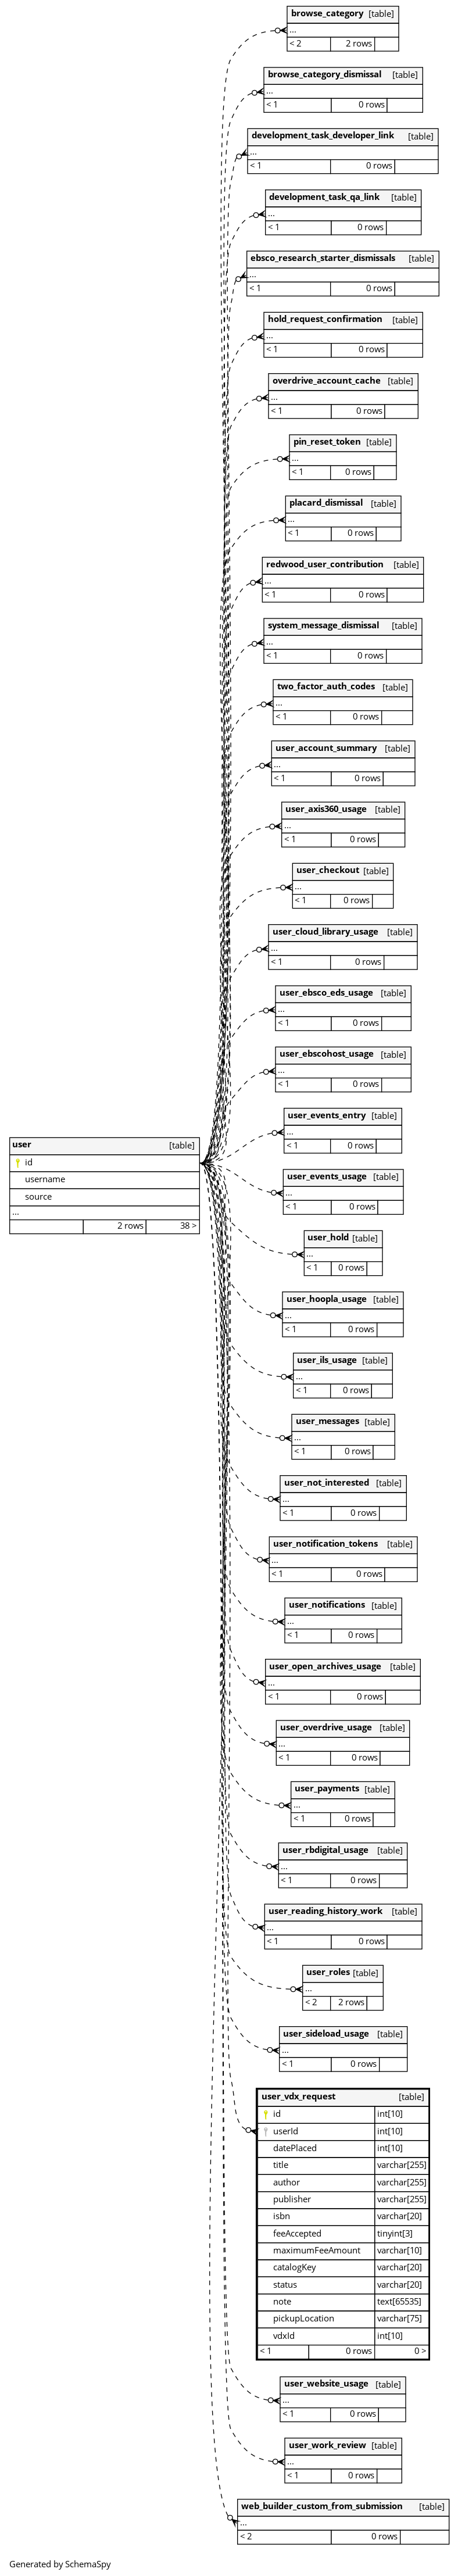 browse_category [table]
...
< 2 2 rows
browse_category_dismissal [table]
...
< 1 0 rows
development_task_developer_link [table]
...
< 1 0 rows
development_task_qa_link [table]
...
< 1 0 rows
ebsco_research_starter_dismissals [table]
...
< 1 0 rows
hold_request_confirmation [table]
...
< 1 0 rows
overdrive_account_cache [table]
...
< 1 0 rows
pin_reset_token [table]
...
< 1 0 rows
placard_dismissal [table]
...
< 1 0 rows
redwood_user_contribution [table]
...
< 1 0 rows
system_message_dismissal [table]
...
< 1 0 rows
two_factor_auth_codes [table]
...
< 1 0 rows
user_account_summary [table]
...
< 1 0 rows
user_axis360_usage [table]
...
< 1 0 rows
user_checkout [table]
...
< 1 0 rows
user_cloud_library_usage [table]
...
< 1 0 rows
user_ebsco_eds_usage [table]
...
< 1 0 rows
user_ebscohost_usage [table]
...
< 1 0 rows
user_events_entry [table]
...
< 1 0 rows
user [table]
id
username
source
...
2 rows 38 >
user_events_usage [table]
...
< 1 0 rows
user_hold [table]
...
< 1 0 rows
user_hoopla_usage [table]
...
< 1 0 rows
user_ils_usage [table]
...
< 1 0 rows
user_messages [table]
...
< 1 0 rows
user_not_interested [table]
...
< 1 0 rows
user_notification_tokens [table]
...
< 1 0 rows
user_notifications [table]
...
< 1 0 rows
user_open_archives_usage [table]
...
< 1 0 rows
user_overdrive_usage [table]
...
< 1 0 rows
user_payments [table]
...
< 1 0 rows
user_rbdigital_usage [table]
...
< 1 0 rows
user_reading_history_work [table]
...
< 1 0 rows
user_roles [table]
...
< 2 2 rows
user_sideload_usage [table]
...
< 1 0 rows
user_vdx_request [table]
id int[10]
userId int[10]
datePlaced int[10]
title varchar[255]
author varchar[255]
publisher varchar[255]
isbn varchar[20]
feeAccepted tinyint[3]
maximumFeeAmount varchar[10]
catalogKey varchar[20]
status varchar[20]
note text[65535]
pickupLocation varchar[75]
vdxId int[10]
< 1 0 rows 0 >
user_website_usage [table]
...
< 1 0 rows
user_work_review [table]
...
< 1 0 rows
web_builder_custom_from_submission [table]
...
< 2 0 rows
Generated by SchemaSpy